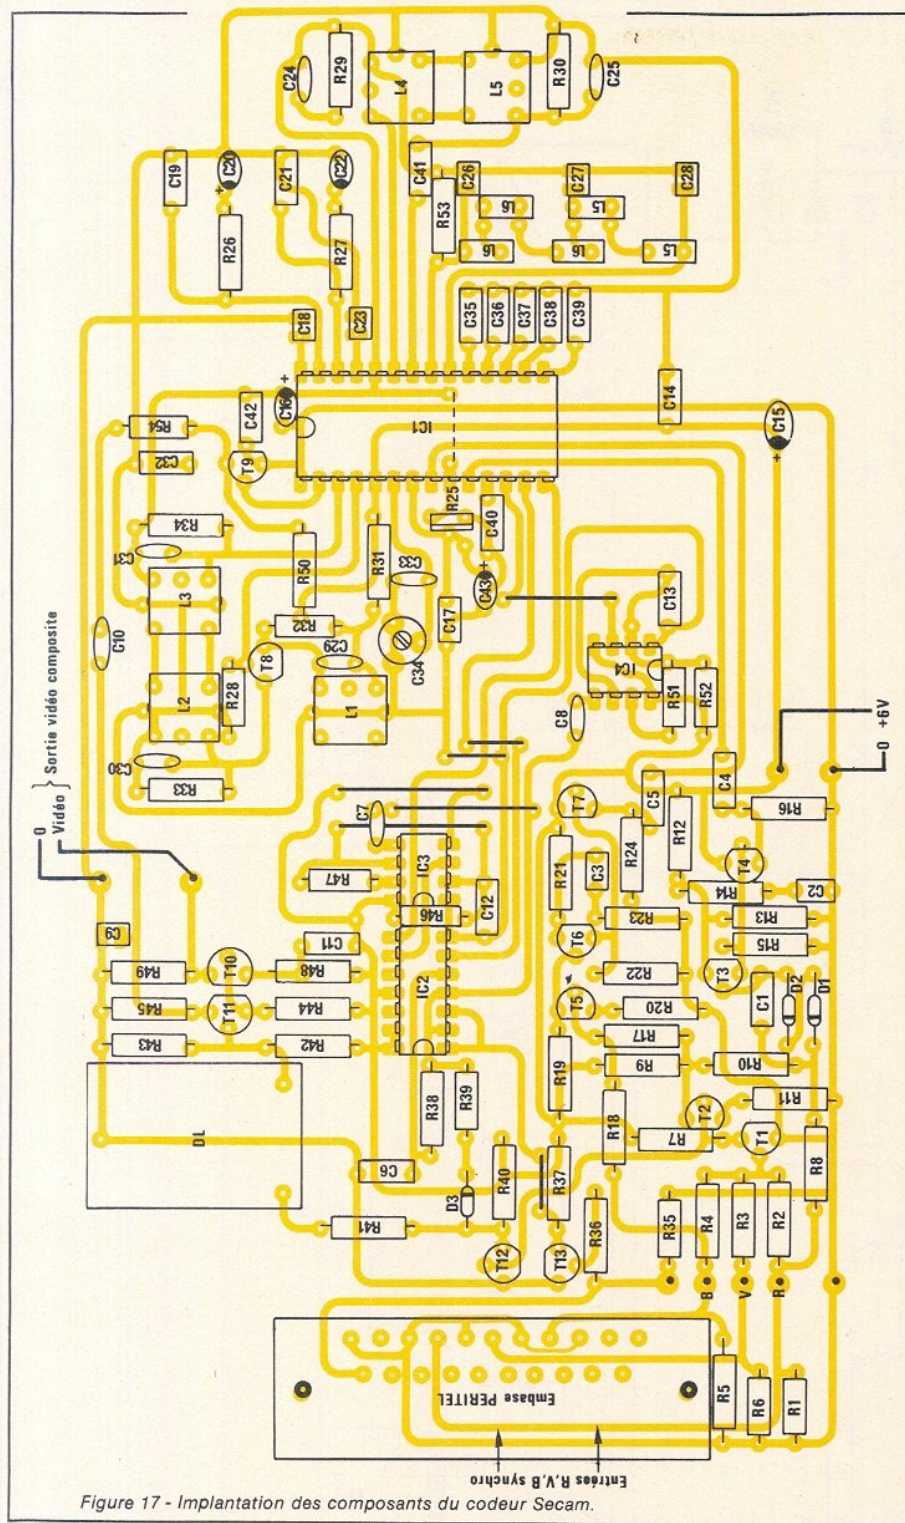 C24
R29
L4
L5
R30
C25
C19
C20
+
C21
C22
C41
C26
C27
C28
R53
L6
L5
L6
L6
L5
R26
R27
C18
C23
C35
C36
C37
C38
C39
C14
C15
+
R54
C42
C16
+
C32
T9
IC1
R25
R34
C31
L3
R50
R31
C33
C40
C43
+
C10
R32
C29
C34
C17
C13
IC4
T8
L2
R28
L1
R51
R52
C8
C30
R33
0
Vidéo
} Sortie vidéo composite
0
+6V
C7
T7
C5
C4
R16
IC3
R21
R24
R12
T4
R47
C3
R14
C2
R46
C12
R23
R13
C9
C11
T6
R15
R49
T10
R48
IC2
R22
T3
D2
D1
R45
T11
R44
T5
R20
C1
R43
R42
R17
R19
R9
R10
DL
R38
R39
R18
T2
R11
R7
T1
R8
C6
D3
R40
R37
R41
R36
R35
R4
R3
R2
T12
T13
B
V
R
Embase PERITEL
R5
R6
R1
Entrées R.V.B synchro
Figure 17 - Implantation des composants du codeur Secam.